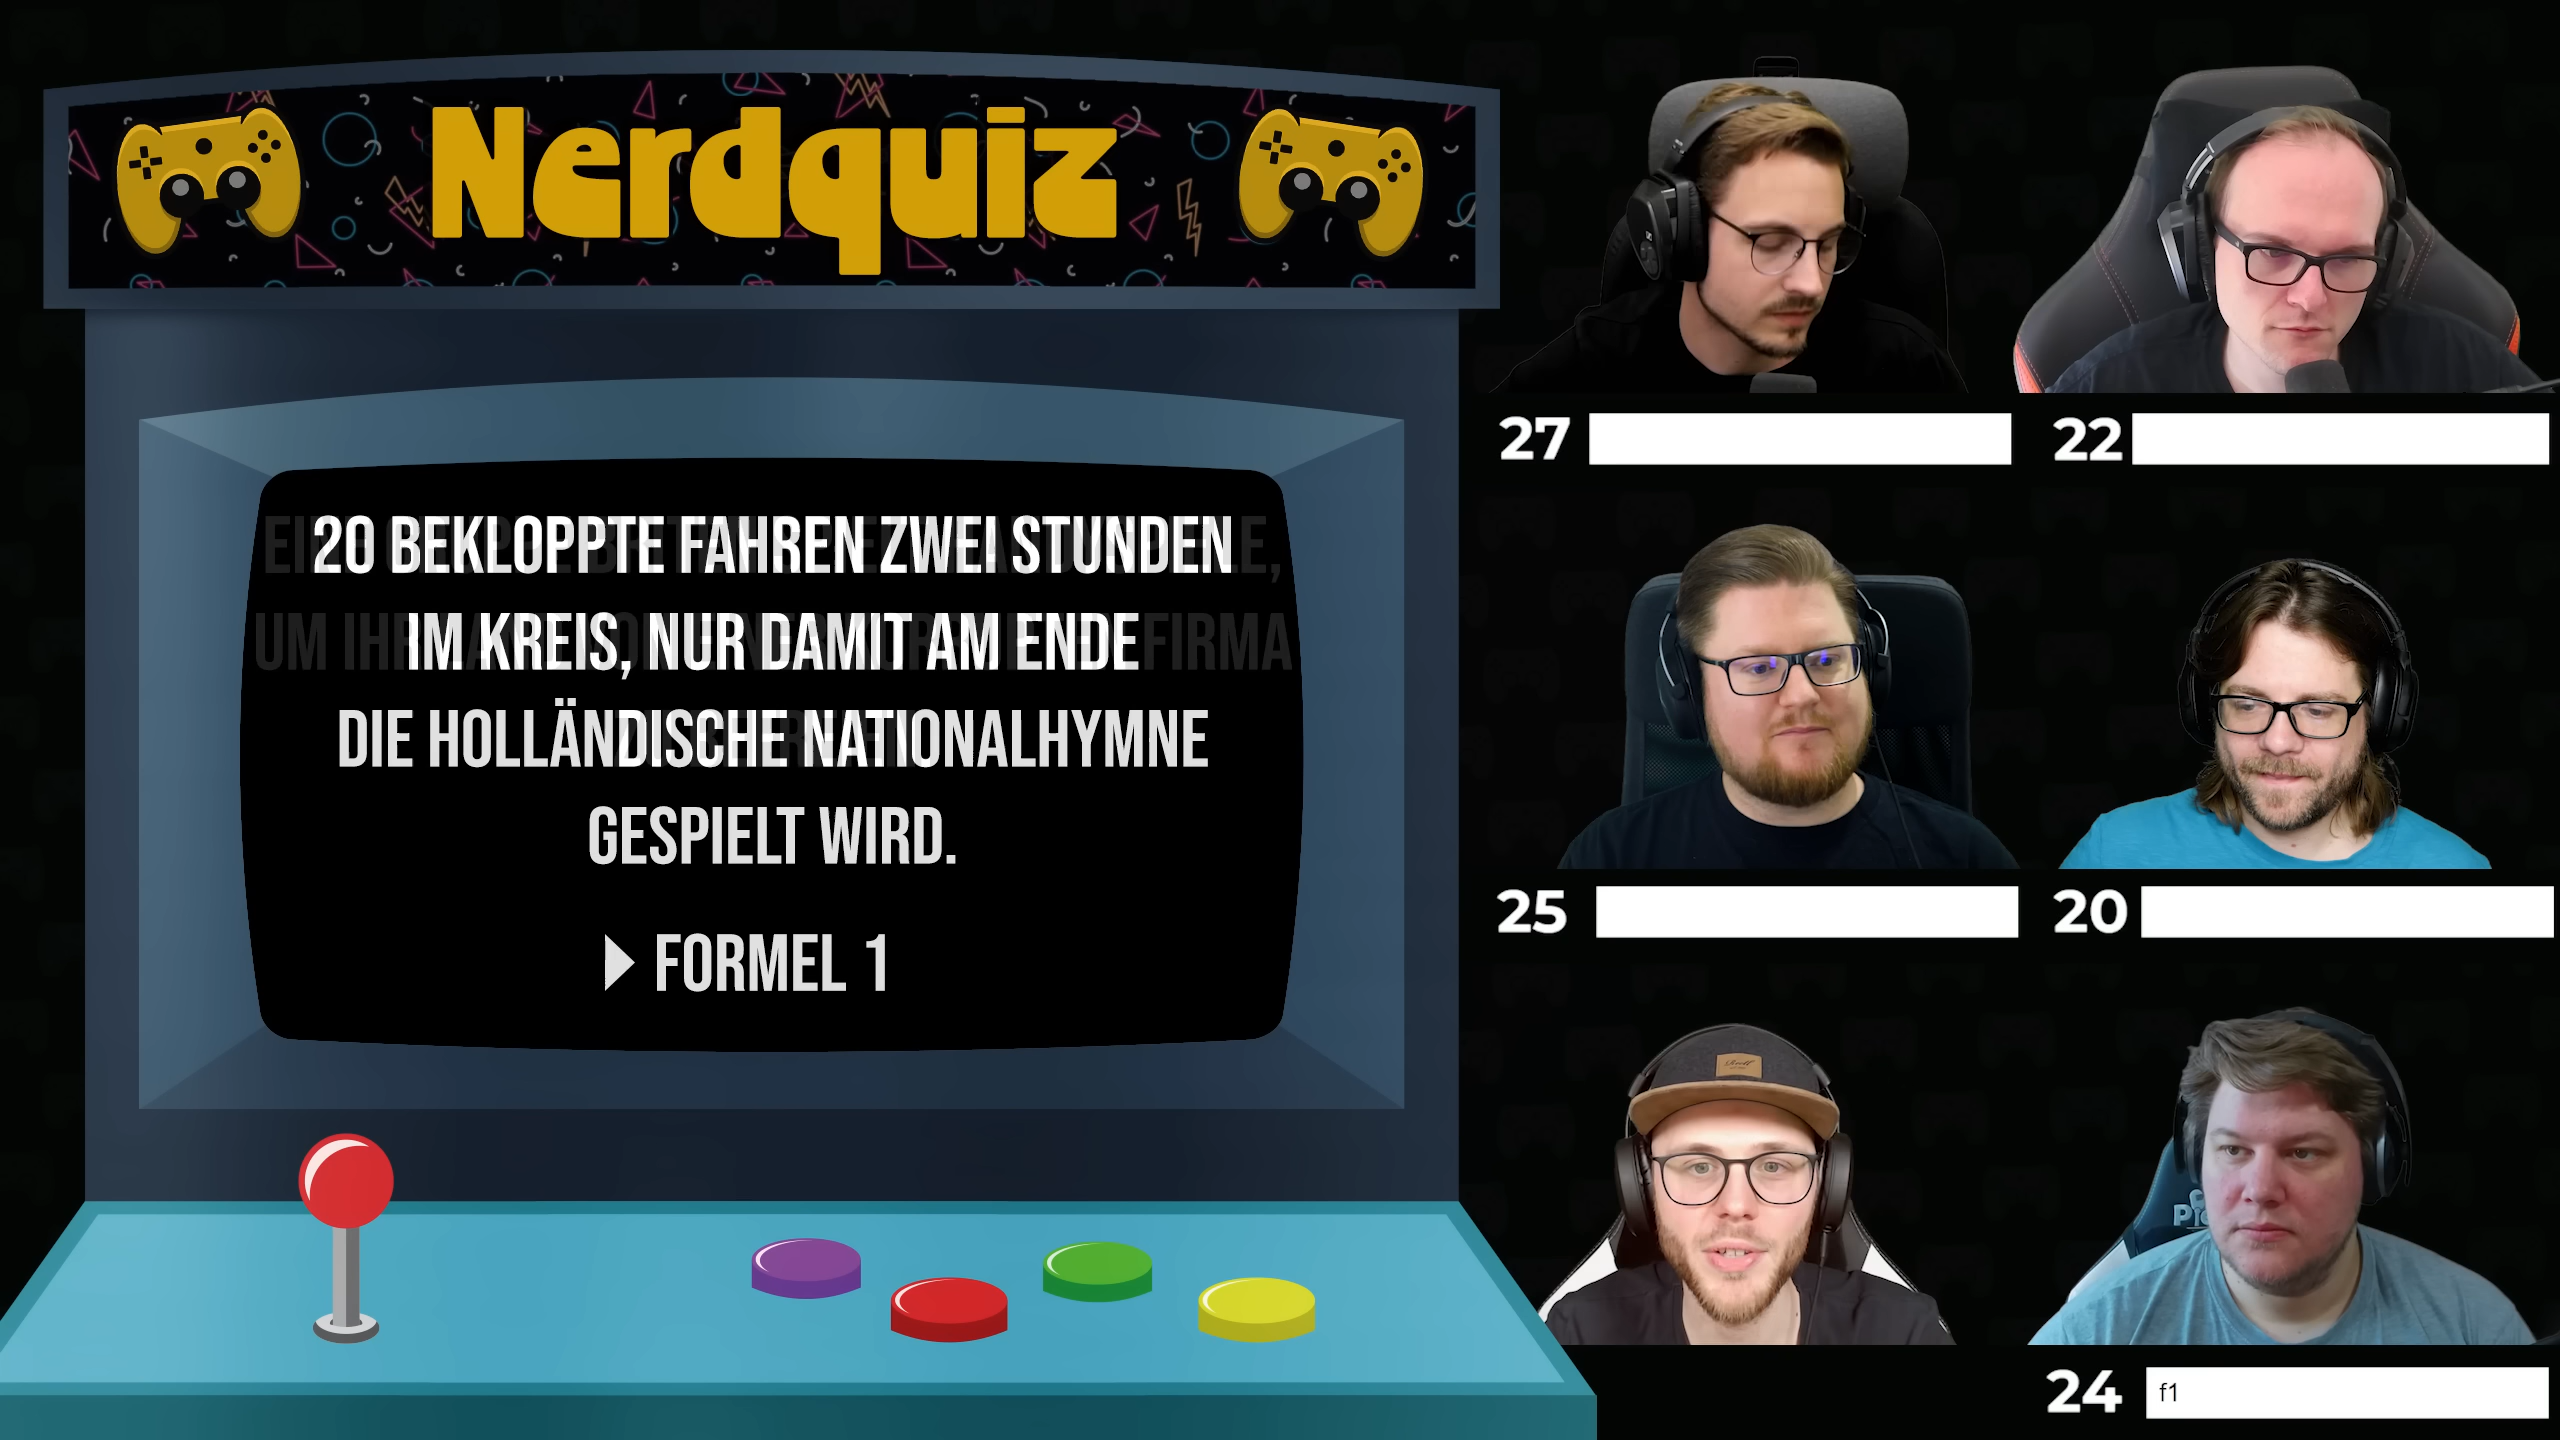 Nerdquiz
20 BEKLOPPTE FAHREN ZWEI STUNDEN
IM KREIS, NUR DAMIT AM ENDE
DIE HOLLÄNDISCHE NATIONALHYMNE
GESPIELT WIRD.
FORMEL 1
27
22
25
20
24
f1